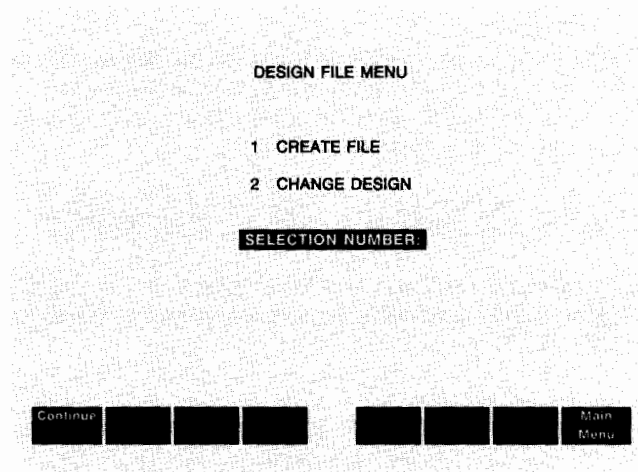 DESIGN FILE MENU
1 CREATE FILE
2 CHANGE DESIGN
SELECTION NUMBER:
Continue
Main
Menu